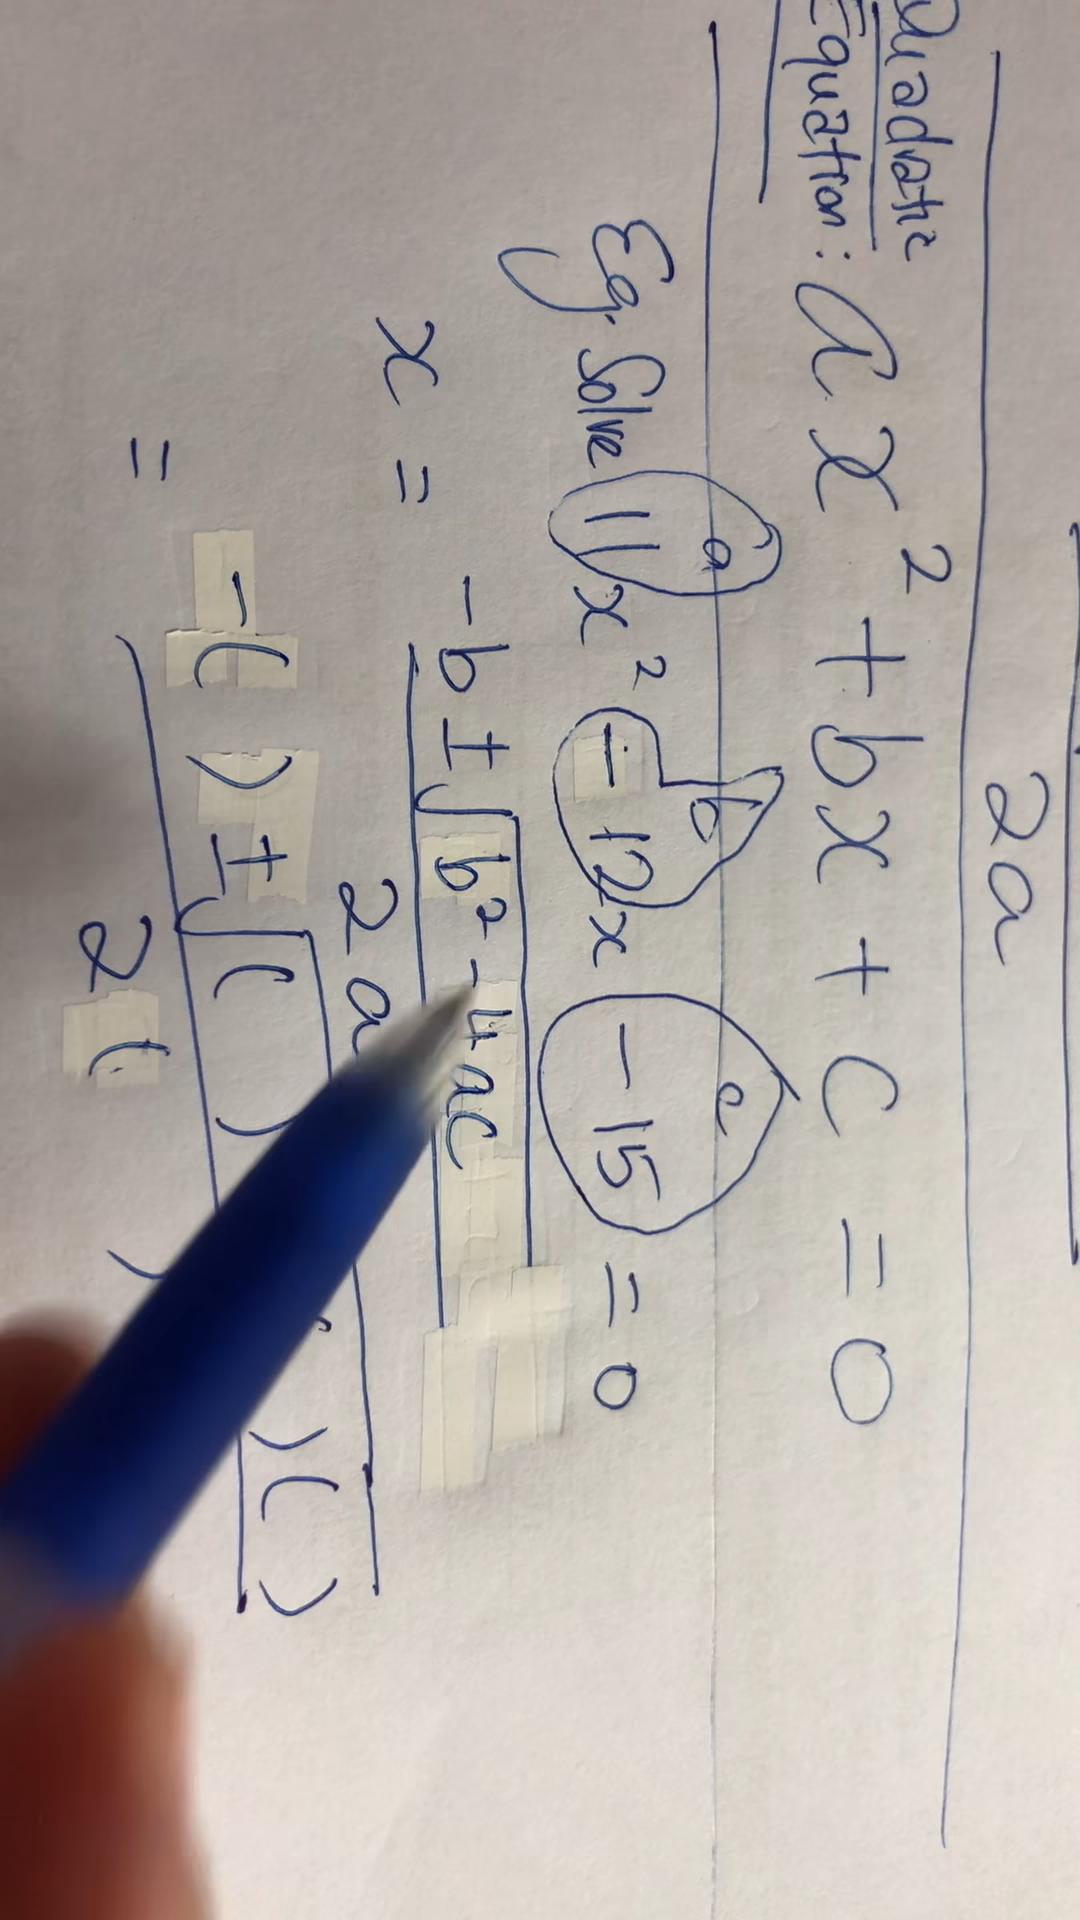 2a
Quadratic
Equation: ax² + bx + c = 0
a b c
Eg. Solve 11x² - 12x - 15 = 0
x = -b ± √b² - 4ac
2a
= -( ) ± √( ) ( )( )
2( )